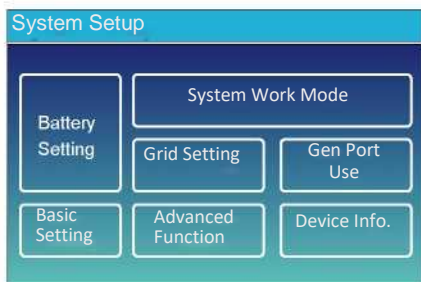 System Setup
System Work Mode
Battery
Setting
Grid Setting
Gen Port
Use
Basic
Setting
Advanced
Function
Device Info.